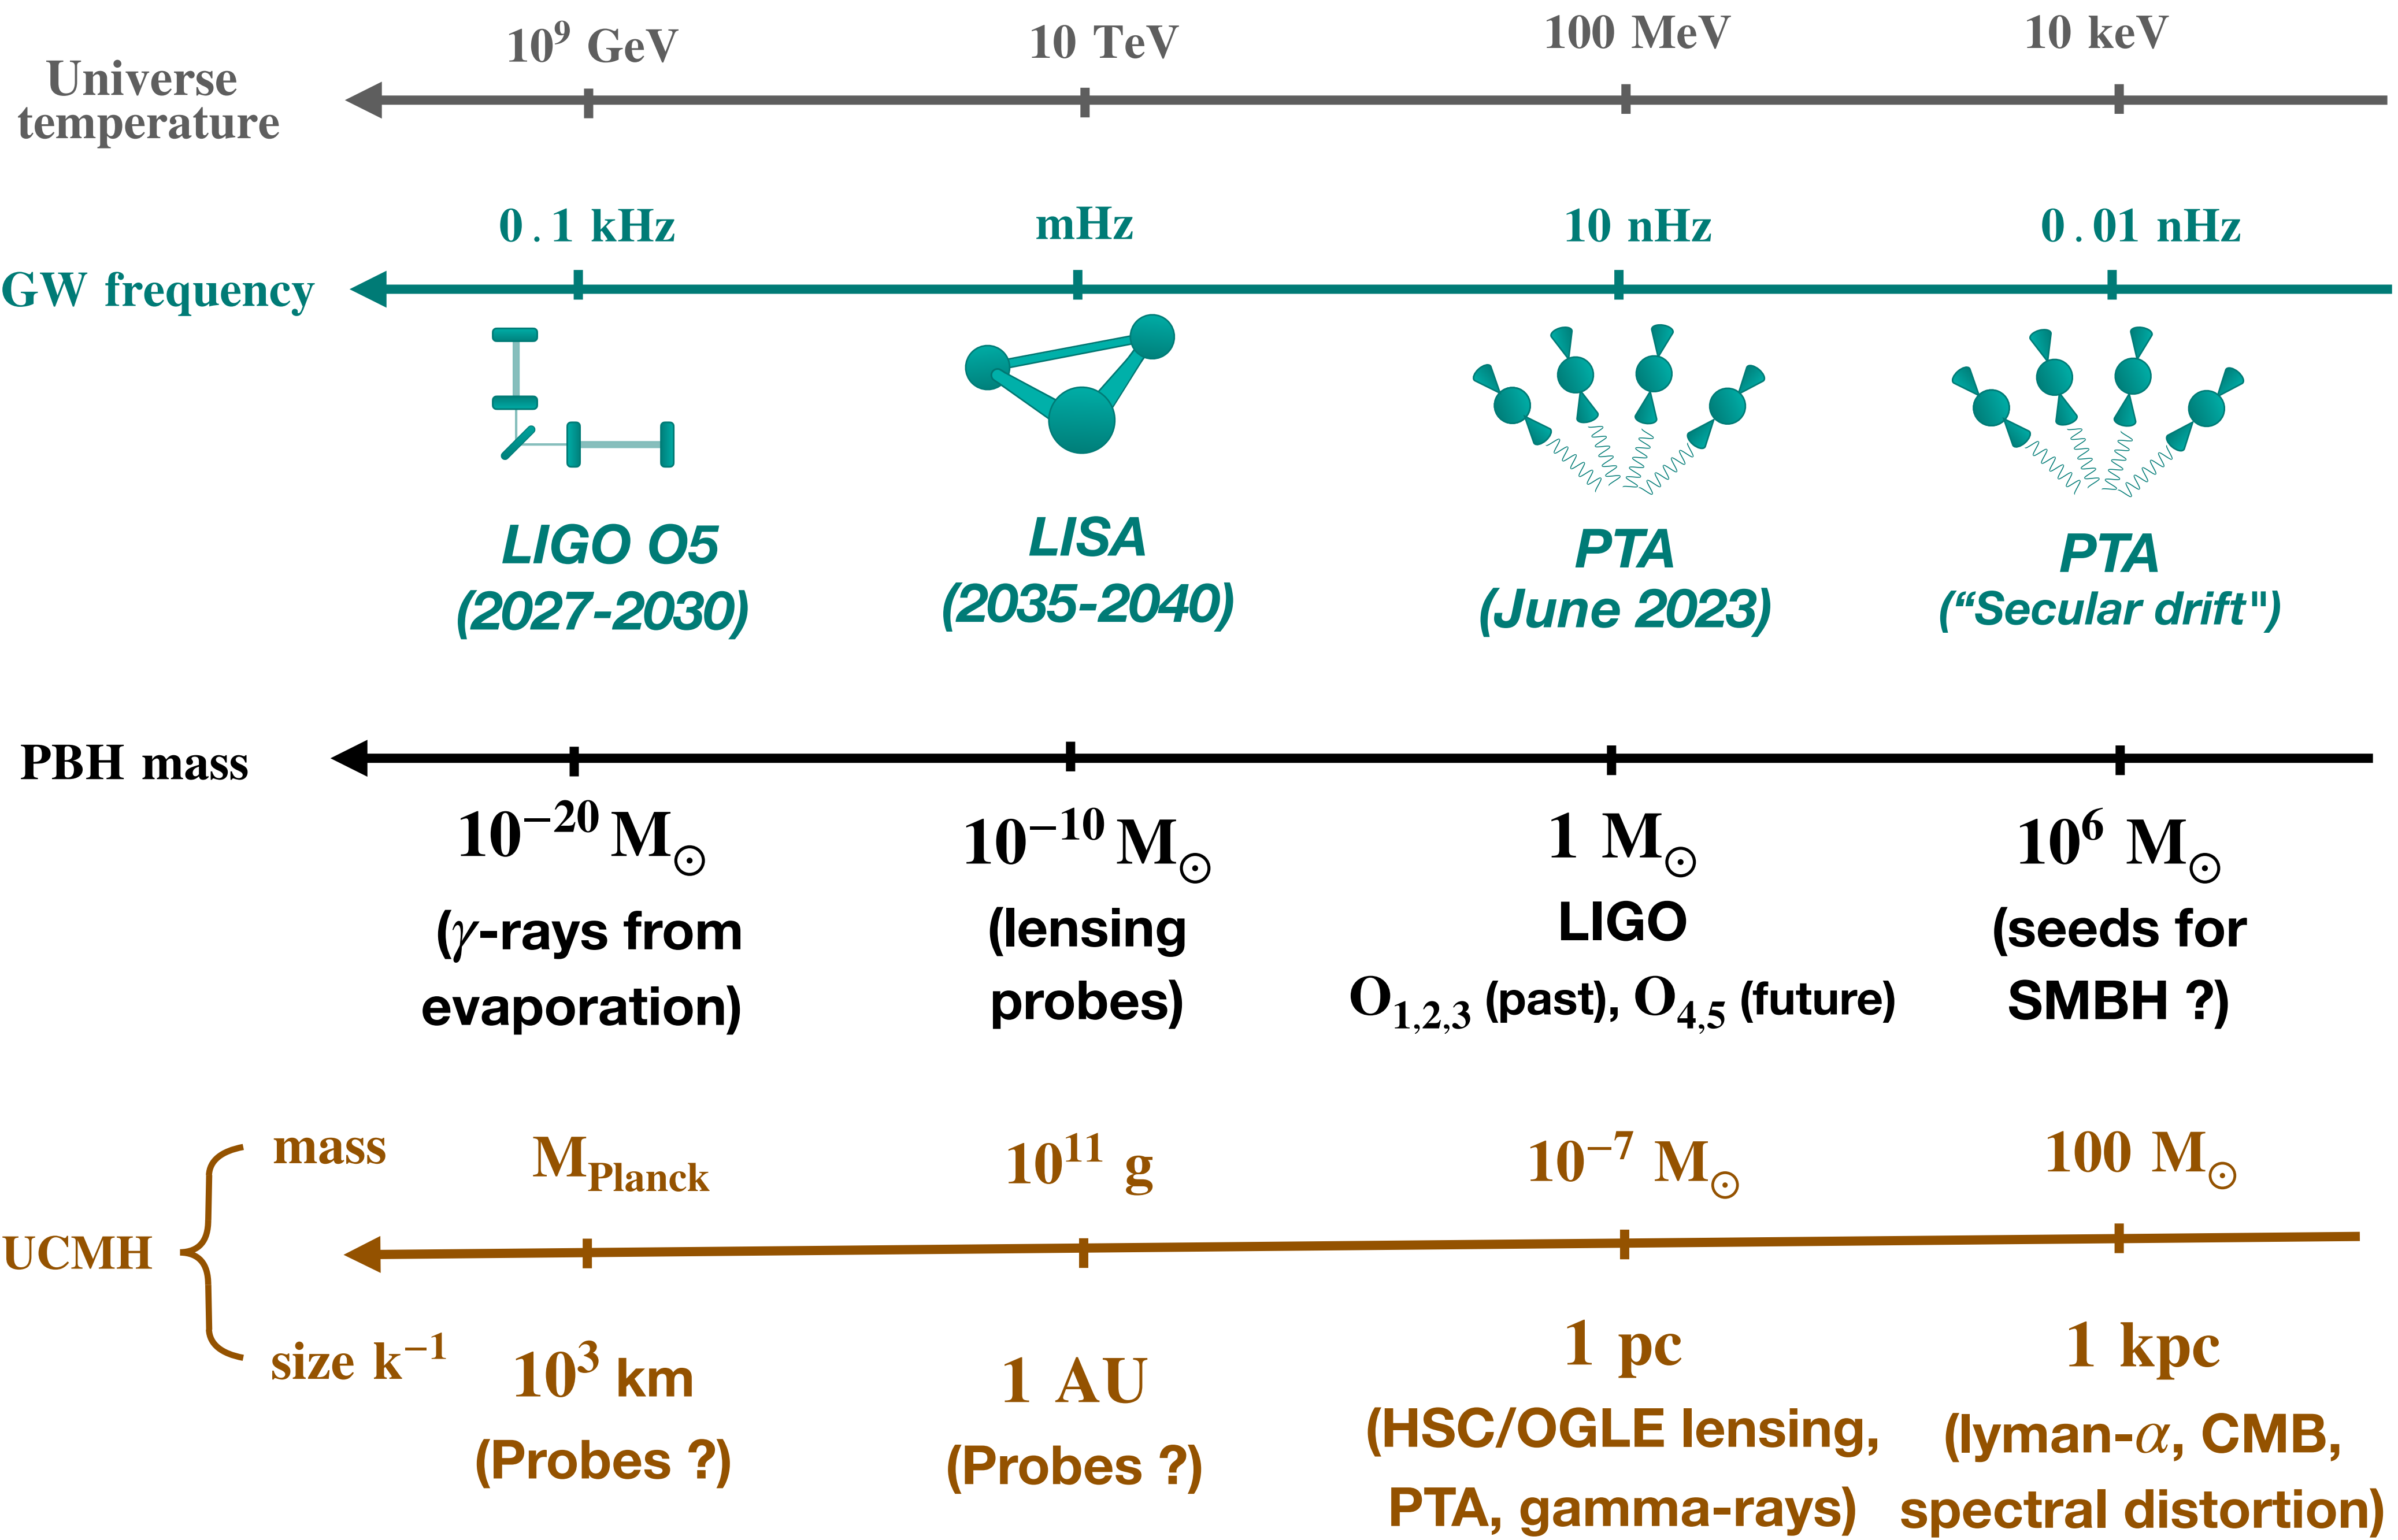 10⁹ GeV
10 TeV
100 MeV
10 keV
Universe
temperature
0.1 kHz
mHz
10 nHz
0.01 nHz
GW frequency
LIGO O5
(2027-2030)
LISA
(2035-2040)
PTA
(June 2023)
PTA
(“Secular drift")
PBH mass
10⁻²⁰ M⊙
(γ-rays from
evaporation)
10⁻¹⁰ M⊙
(lensing
probes)
1 M⊙
LIGO
O₁,₂,₃ (past), O₄,₅ (future)
10⁶ M⊙
(seeds for
SMBH ?)
UCMH
mass
M_Planck
10¹¹ g
10⁻⁷ M⊙
100 M⊙
size k⁻¹
10³ km
(Probes ?)
1 AU
(Probes ?)
1 pc
(HSC/OGLE lensing,
PTA, gamma-rays)
1 kpc
(lyman-α, CMB,
spectral distortion)